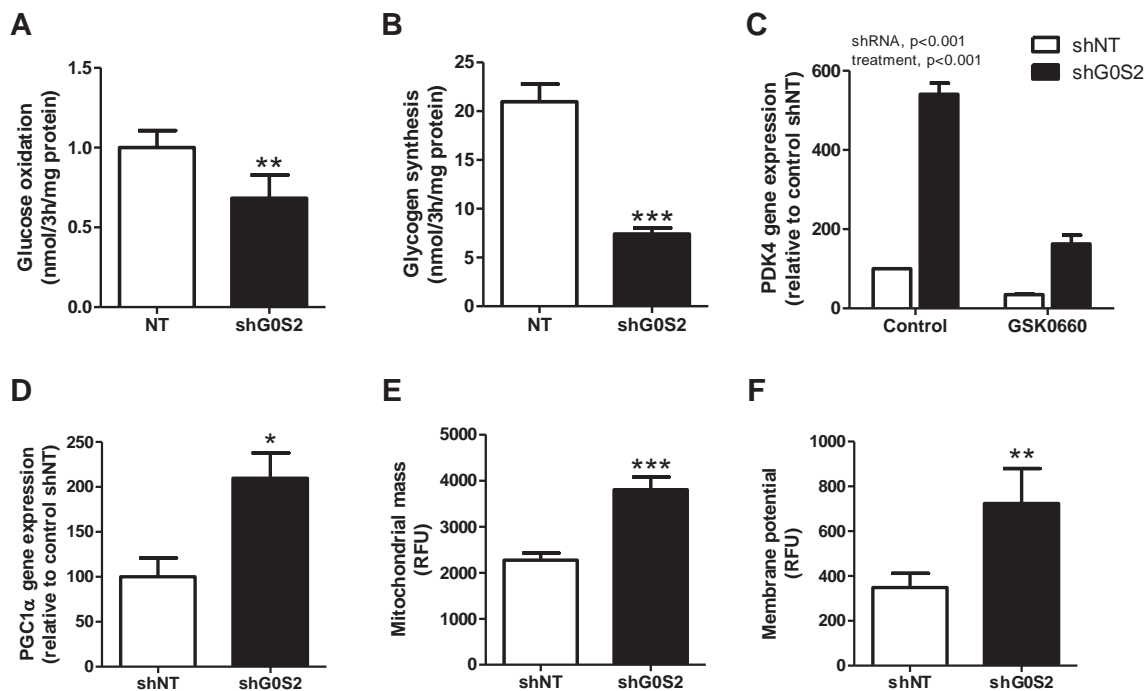 A
Glucose oxidation
(nmol/3h/mg protein)
1.5
1.0
0.5
0.0
**
NT
shG0S2
B
Glycogen synthesis
(nmol/3h/mg protein)
25
20
15
10
5
0
***
NT
shG0S2
C
shRNA, p<0.001
treatment, p<0.001
shNT
shG0S2
PDK4 gene expression
(relative to control shNT)
600
400
200
0
Control
GSK0660
D
PGC1α gene expression
(relative to control shNT)
250
200
150
100
50
0
*
shNT
shG0S2
E
Mitochondrial mass
(RFU)
5000
4000
3000
2000
1000
0
***
shNT
shG0S2
F
Membrane potential
(RFU)
1000
800
600
400
200
0
**
shNT
shG0S2